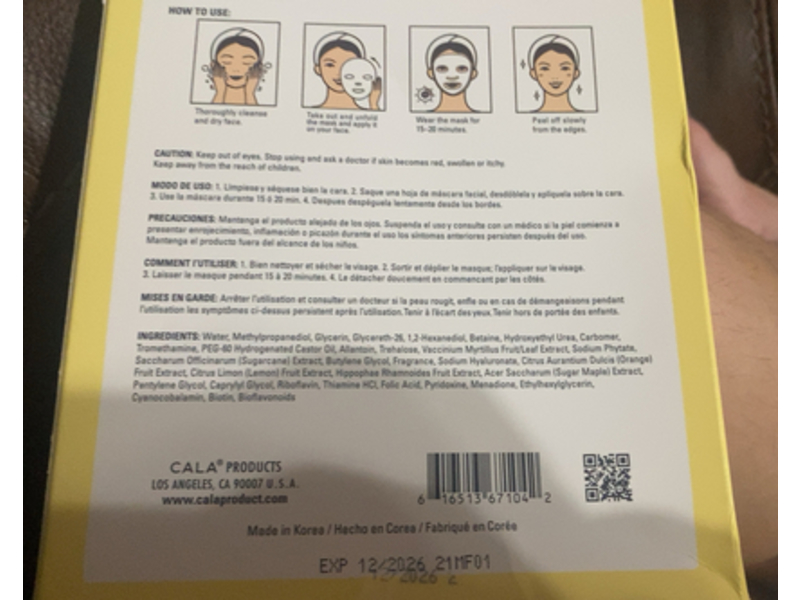 HOW TO USE:
Thoroughly cleanse
and dry face.
Take out and unfold
the mask and apply it
on your face.
Wear the mask for
15-20 minutes.
Peel off slowly
from the edges.
CAUTION: Keep out of eyes. Stop using and ask a doctor if skin becomes red, swollen or itchy.
Keep away from the reach of children.
MODO DE USO: 1. Limpiese y séquese bien la cara. 2. Saque una hoja de máscara facial, desdóblela y apliquela sobre la cara.
3. Use la máscara durante 15 ó 20 min. 4. Despues despéguela lentamente desde los bordes.
PRECAUCIONES: Mantenga el producto alejado de los ojos. Suspenda el uso y consulte con un médico si la piel comienza a
presentar enrojecimiento, inflamación o picazón durante el uso los síntomas anteriores persisten después del uso.
Mantenga el producto fuera del alcance de los niños.
COMMENT l'UTILISER: 1. Bien nettoyer et sécher le visage. 2. Sortir et déplier le masque; l'appliquer sur le visage.
3. Laisser le masque pendant 15 à 20 minutes. 4. Le détacher doucement en commencant par les côtés.
MISES EN GARDE: Arrêter l'utilisation et consulter un docteur si la peau rougit, enfle ou en cas de démangeaisons pendant
l'utilisation les symptômes ci-dessus persistent après l'utilisation.Tenir à l'écart des yeux.Tenir hors de portée des enfants.
INGREDIENTS: Water, Methylpropanediol, Glycerin, Glycereth-26, 1,2-Hexanediol, Betaine, Hydroxyethyl Urea, Carbomer,
Tromethamine, PEG-60 Hydrogenated Castor Oil, Allantoin, Trehalose, Vaccinium Myrtillus Fruit/Leaf Extract, Sodium Phytate,
Saccharum Officinarum (Sugarcane) Extract, Butylene Glycol, Fragrance, Sodium Hyaluronate, Citrus Aurantium Dulcis (Orange)
Fruit Extract, Citrus Limon (Lemon) Fruit Extract, Hippophae Rhamnoides Fruit Extract, Acer Saccharum (Sugar Maple) Extract,
Pentylene Glycol, Caprylyl Glycol, Riboflavin, Thiamine HCl, Folic Acid, Pyridoxine, Menadione, Ethylhexylglycerin,
Cyanocobalamin, Biotin, Bioflavonoids
CALA® PRODUCTS
LOS ANGELES, CA 90007 U.S.A.
www.calaproduct.com
6 16513 67104 2
Made in Korea / Hecho en Corea / Fabriqué en Corée
EXP 12/2026 21MF01